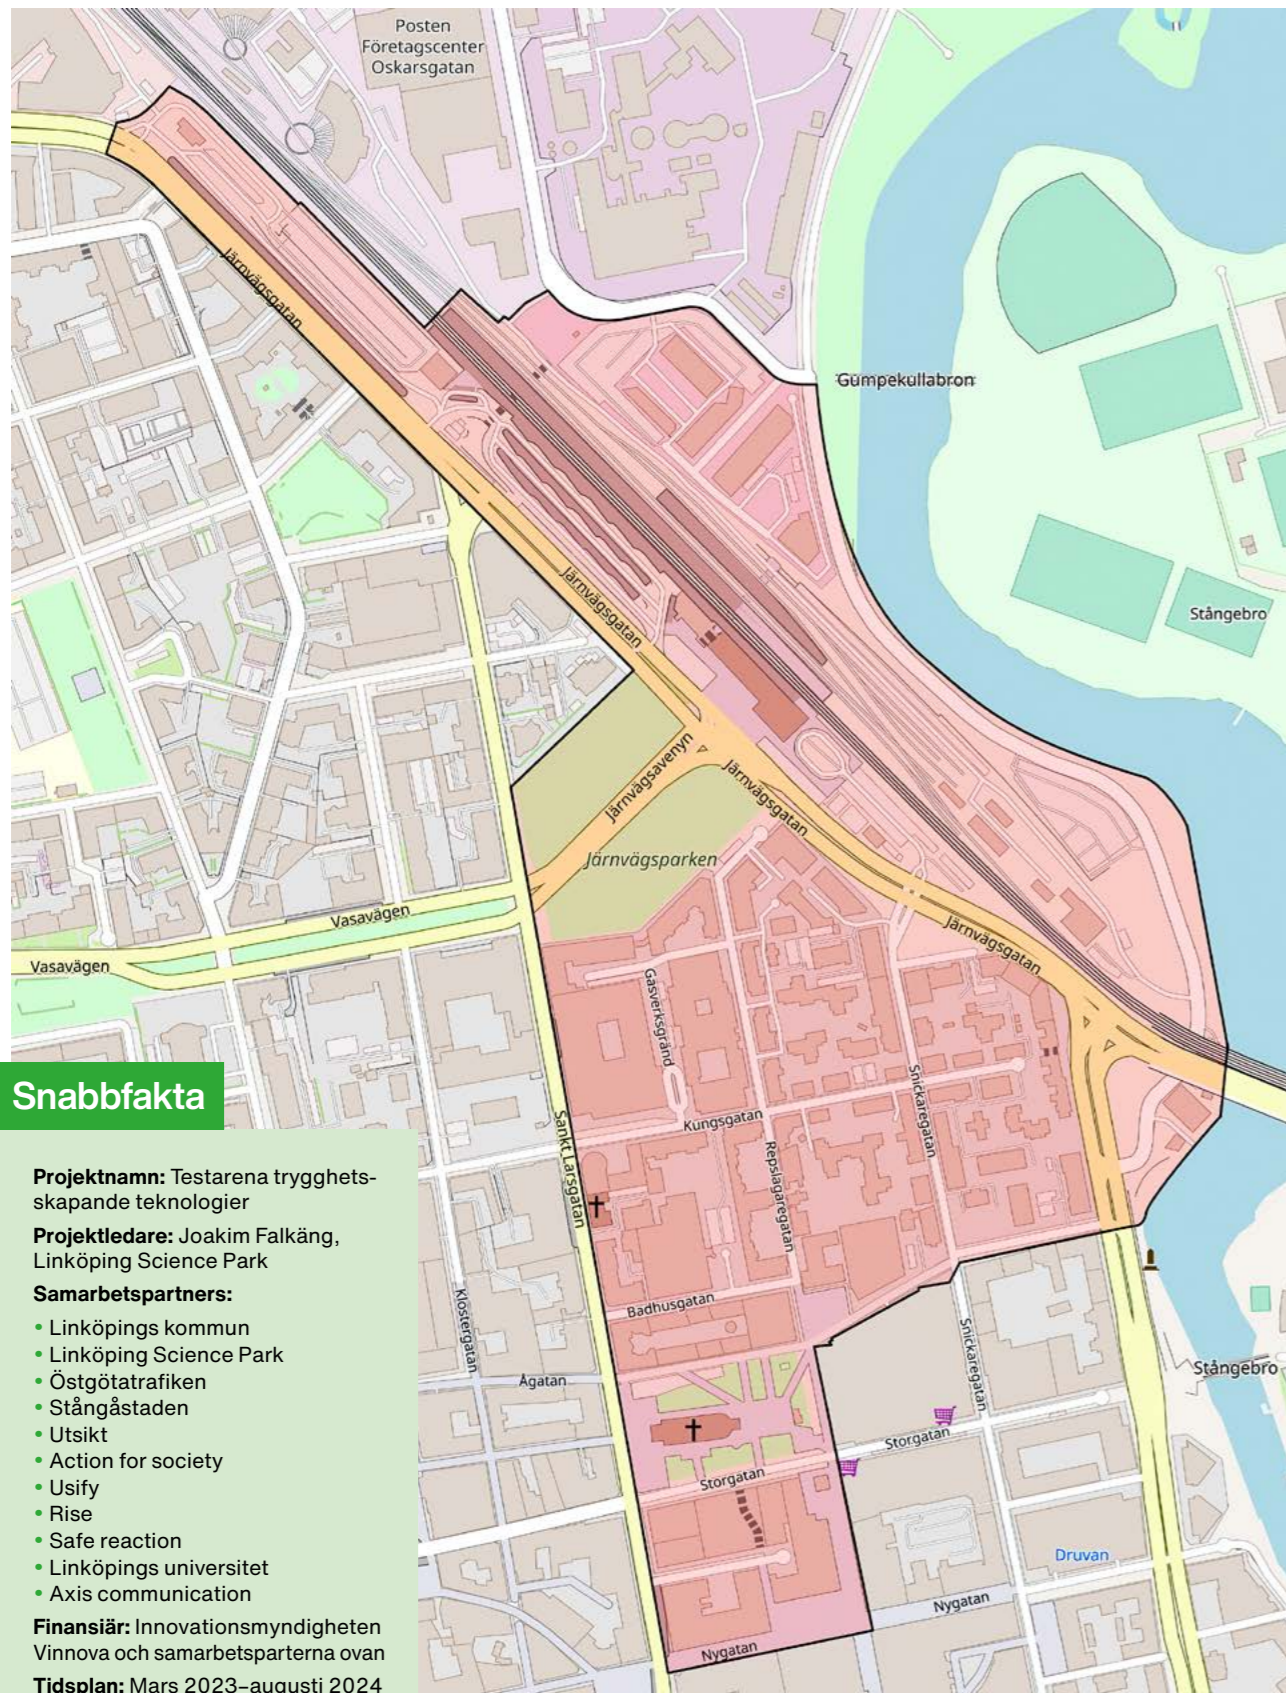 Posten
Företagscenter
Oskarsgatan
Järnvägsgatan
Gumpekullabron
Järnvägsgatan
Stångebro
Järnvägsavenyn
Järnvägsgatan
Järnvägsparken
Vasavägen
Vasavägen
Järnvägsgatan
Gasverksgränd
Snickaregatan
Kungsgatan
Sankt Larsgatan
Repslagaregatan
Badhusgatan
Klostergatan
Snickaregatan
Ågatan
Stångebro
Storgatan
Storgatan
Druvan
Nygatan
Nygatan
Snabbfakta
Projektnamn: Testarena trygghets-
skapande teknologier
Projektledare: Joakim Falkäng,
Linköping Science Park
Samarbetspartners:
• Linköpings kommun
• Linköping Science Park
• Östgötatrafiken
• Stångåstaden
• Utsikt
• Action for society
• Usify
• Rise
• Safe reaction
• Linköpings universitet
• Axis communication
Finansiär: Innovationsmyndigheten
Vinnova och samarbetsparterna ovan
Tidsplan: Mars 2023–augusti 2024